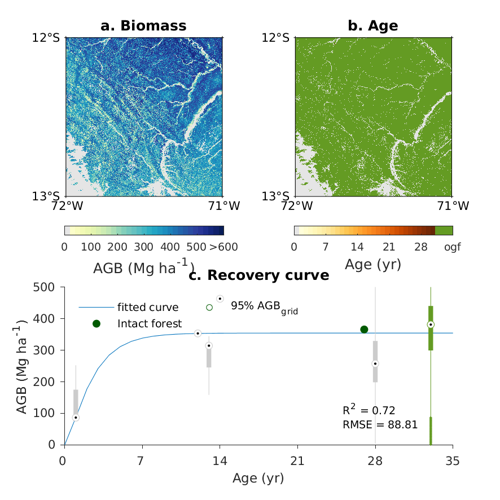 a. Biomass
b. Age
12°S
12°S
13°S
13°S
72°W
71°W
72°W
71°W
0 100 200 300 400 500 >600
0 7 14 21 28 ogf
AGB (Mg ha⁻¹)
Age (yr)
c. Recovery curve
500
400
300
200
100
0
AGB (Mg ha⁻¹)
fitted curve
95% AGB_grid
Intact forest
R² = 0.72
RMSE = 88.81
0 7 14 21 28 35
Age (yr)